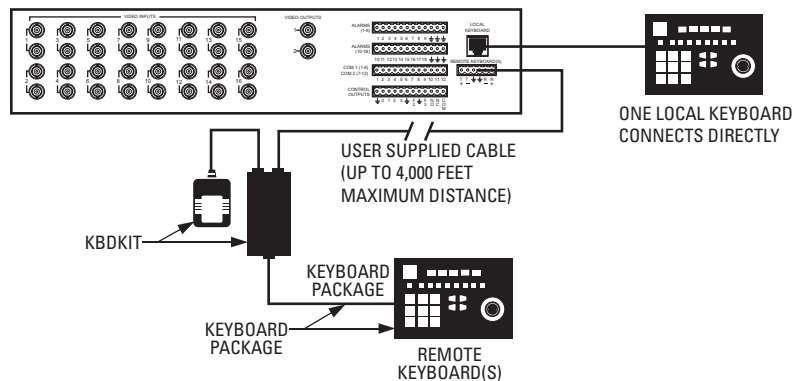 VIDEO INPUTS
VIDEO OUTPUTS
1 3 5 7 9 11 13 15
2 4 6 8 10 12 14 16
1
2
ALARMS
(1-9)
1 2 3 4 5 6 7 8 9
ALARMS
(10-18)
10 11 12 13 14 15 16 17 18
COM 1 (1-6)
COM 2 (7-12)
1 2 3 4 5 6 7 8 9 10 11 12
CONTROL
OUTPUTS
LOCAL
KEYBOARD
REMOTE KEYBOARD(S)
ONE LOCAL KEYBOARD
CONNECTS DIRECTLY
USER SUPPLIED CABLE
(UP TO 4,000 FEET
MAXIMUM DISTANCE)
KBDKIT
KEYBOARD
PACKAGE
KEYBOARD
PACKAGE
REMOTE
KEYBOARD(S)